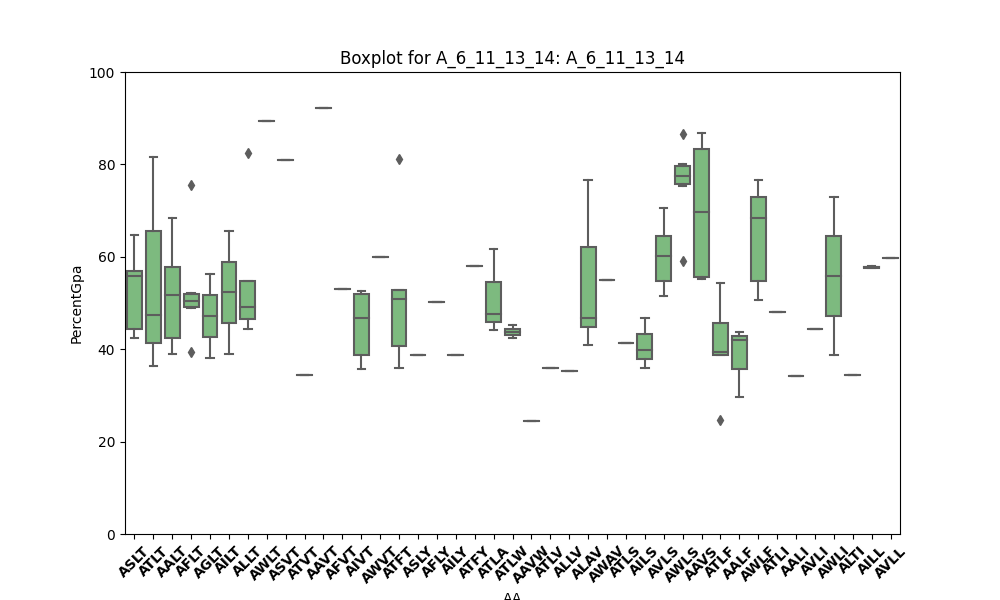 Boxplot for A_6_11_13_14: A_6_11_13_14
PercentGpa
100
80
60
40
20
0
ASLT ATLT AALT AFLT AGLT AILT ALLT AWLT ASVT ATVT AAVT AFVT AIVT AWVT ATFT ASLY AFLY AILY ATFY ATLA ATLW AAVW ATLV ALLV ALAV AWAV ATLS AILS AVLS AWLS AAVS ATLF AALF AWLF ATLI AALI AVLI AWLI ALTI AILL AVLL
AA